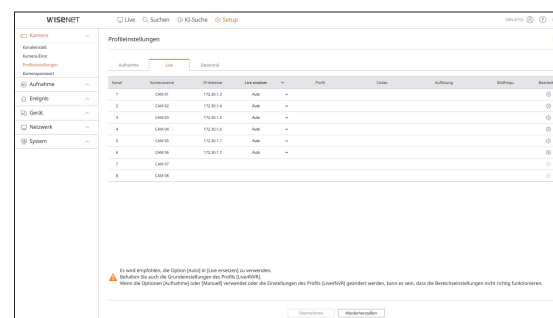 WISENET
Live Suchen KI-Suche Setup
Kamera
Kanaleinstell.
Kamera-Einst
Profileinstellungen
Kamerapasswort
Aufnahme
Ereignis
Gerät
Netzwerk
System
Profileinstellungen
Aufnahme Live Dezentral
Kanal Kameraname IP-Adresse Live ersetzen Profil Codec Auflösung Bildfrequ.
1 CAM 01 172.30.1.3 Auto
2 CAM 02 172.30.1.4 Auto
3 CAM 03 172.30.1.5 Auto
4 CAM 04 172.30.1.6 Auto
5 CAM 05 172.30.1.7 Auto
6 CAM 06 172.30.1.7 Auto
7 CAM 07
8 CAM 08
Es wird empfohlen, die Option [Auto] in [Live ersetzen] zu verwenden.
Behalten Sie auch die Grundeinstellungen des Profils [Live4NVR].
Wenn die Optionen [Aufnahme] oder [Manuell] verwendet oder die Einstellungen des Profils [Live4NVR] geändert werden, kann es sein, dass die Bereichseinstellungen nicht richtig funktionieren.
Übernehmen Wiederherstellen